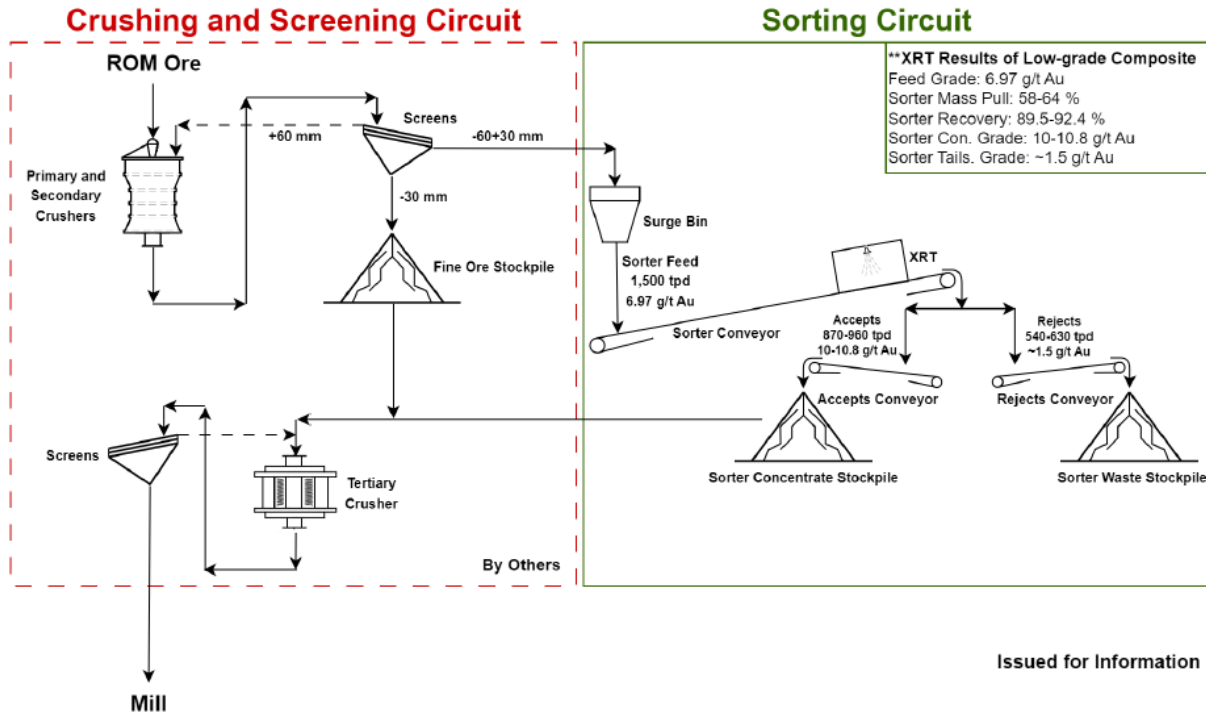 Crushing and Screening Circuit
Sorting Circuit
ROM Ore
**XRT Results of Low-grade Composite
Feed Grade: 6.97 g/t Au
Sorter Mass Pull: 58-64 %
Sorter Recovery: 89.5-92.4 %
Sorter Con. Grade: 10-10.8 g/t Au
Sorter Tails. Grade: ~1.5 g/t Au
Screens
+60 mm
-60+30 mm
Primary and
Secondary
Crushers
-30 mm
Surge Bin
Fine Ore Stockpile
Sorter Feed
1,500 tpd
6.97 g/t Au
XRT
Sorter Conveyor
Accepts
870-960 tpd
10-10.8 g/t Au
Rejects
540-630 tpd
~1.5 g/t Au
Accepts Conveyor
Rejects Conveyor
Screens
Tertiary
Crusher
Sorter Concentrate Stockpile
Sorter Waste Stockpile
By Others
Issued for Information
Mill